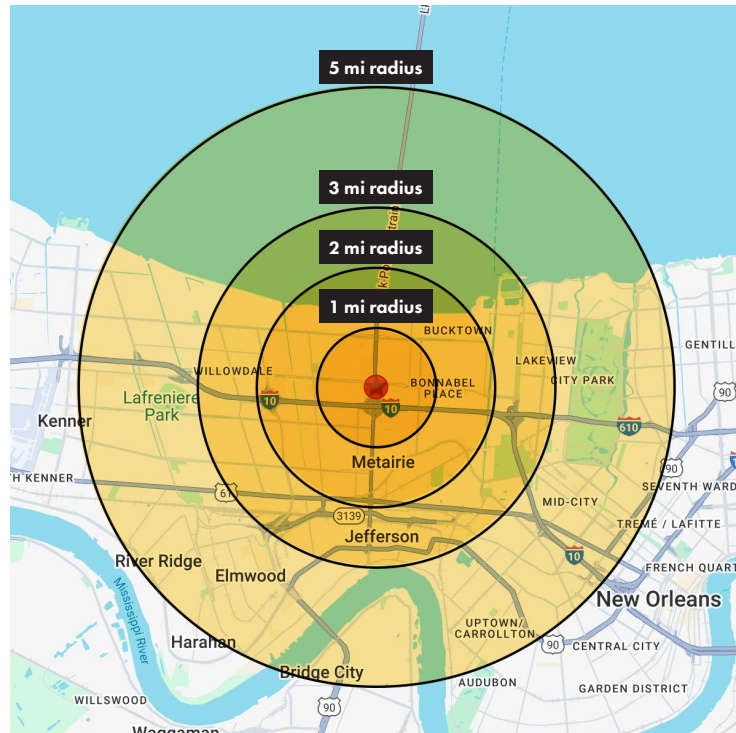 5 mi radius
3 mi radius
2 mi radius
1 mi radius
BUCKTOWN
WILLOWDALE
LAKEVIEW
GENTILL
CITY PARK
BONNABEL
PLACE
10
10
90
Lafreniere
Park
Kenner
610
Metairie
TH KENNER
90
SEVENTH WARD
61
MID-CITY
3139
TREMÉ / LAFITTE
Jefferson
10
River Ridge
FRENCH QUART
Elmwood
New Orleans
Mississippi River
UPTOWN/
CARROLLTON
Harahan
90
CENTRAL CITY
Bridge City
AUDUBON
GARDEN DISTRICT
WILLSWOOD
90
Waggaman